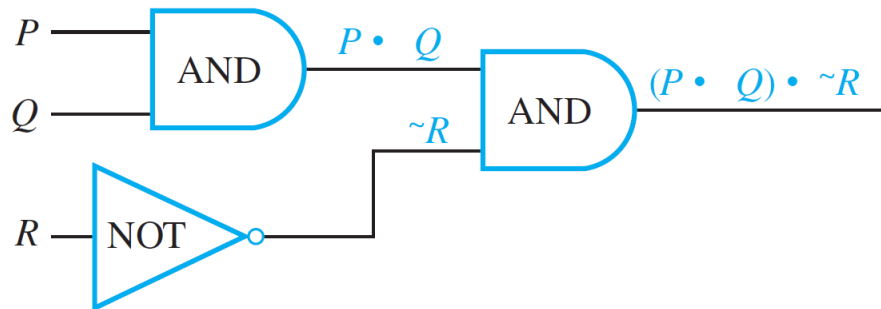 P
AND
P • Q
Q
AND
(P • Q) • ~R
~R
R
NOT